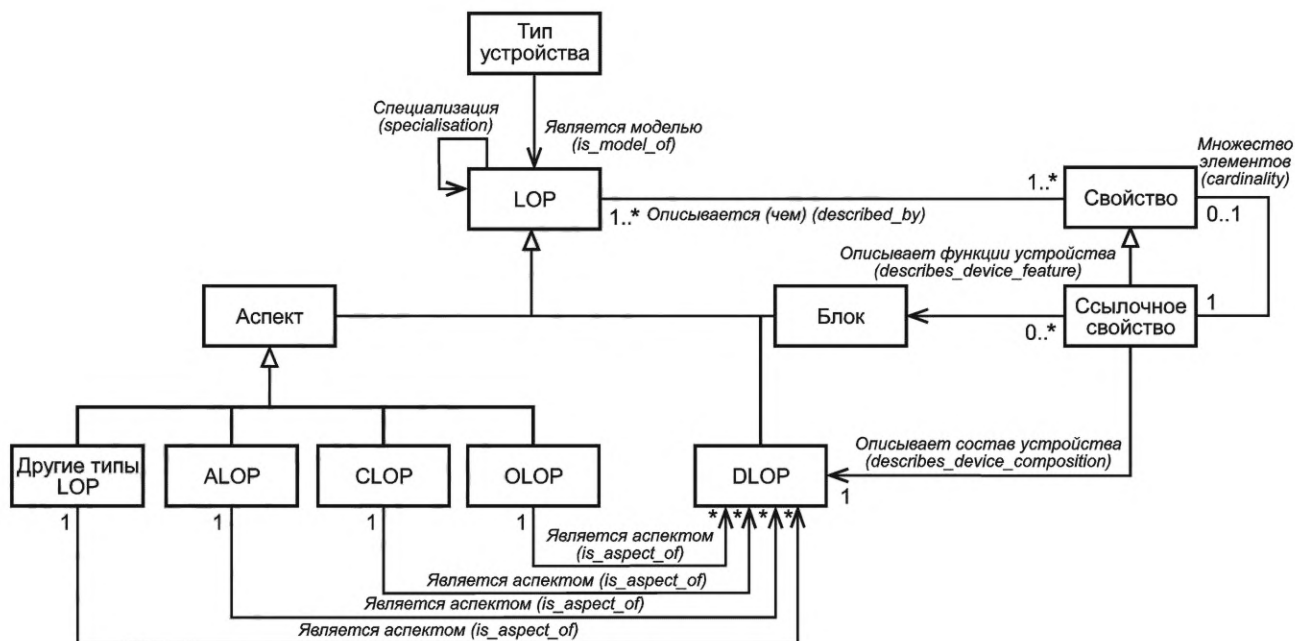 Тип
устройства
Специализация
(specialisation)
Является моделью
(is_model_of)
Множество
элементов
(cardinality)
LOP
1..*
Описывается (чем) (described_by)
1..*
Свойство
0..1
Описывает функции устройства
(describes_device_feature)
Аспект
Блок
0..*
Ссылочное
свойство
1
Другие типы
LOP
ALOP
CLOP
OLOP
DLOP
Описывает состав устройства
(describes_device_composition)
1
1
1
1
1
* * * *
Является аспектом
(is_aspect_of)
Является аспектом (is_aspect_of)
Является аспектом (is_aspect_of)
Является аспектом (is_aspect_of)